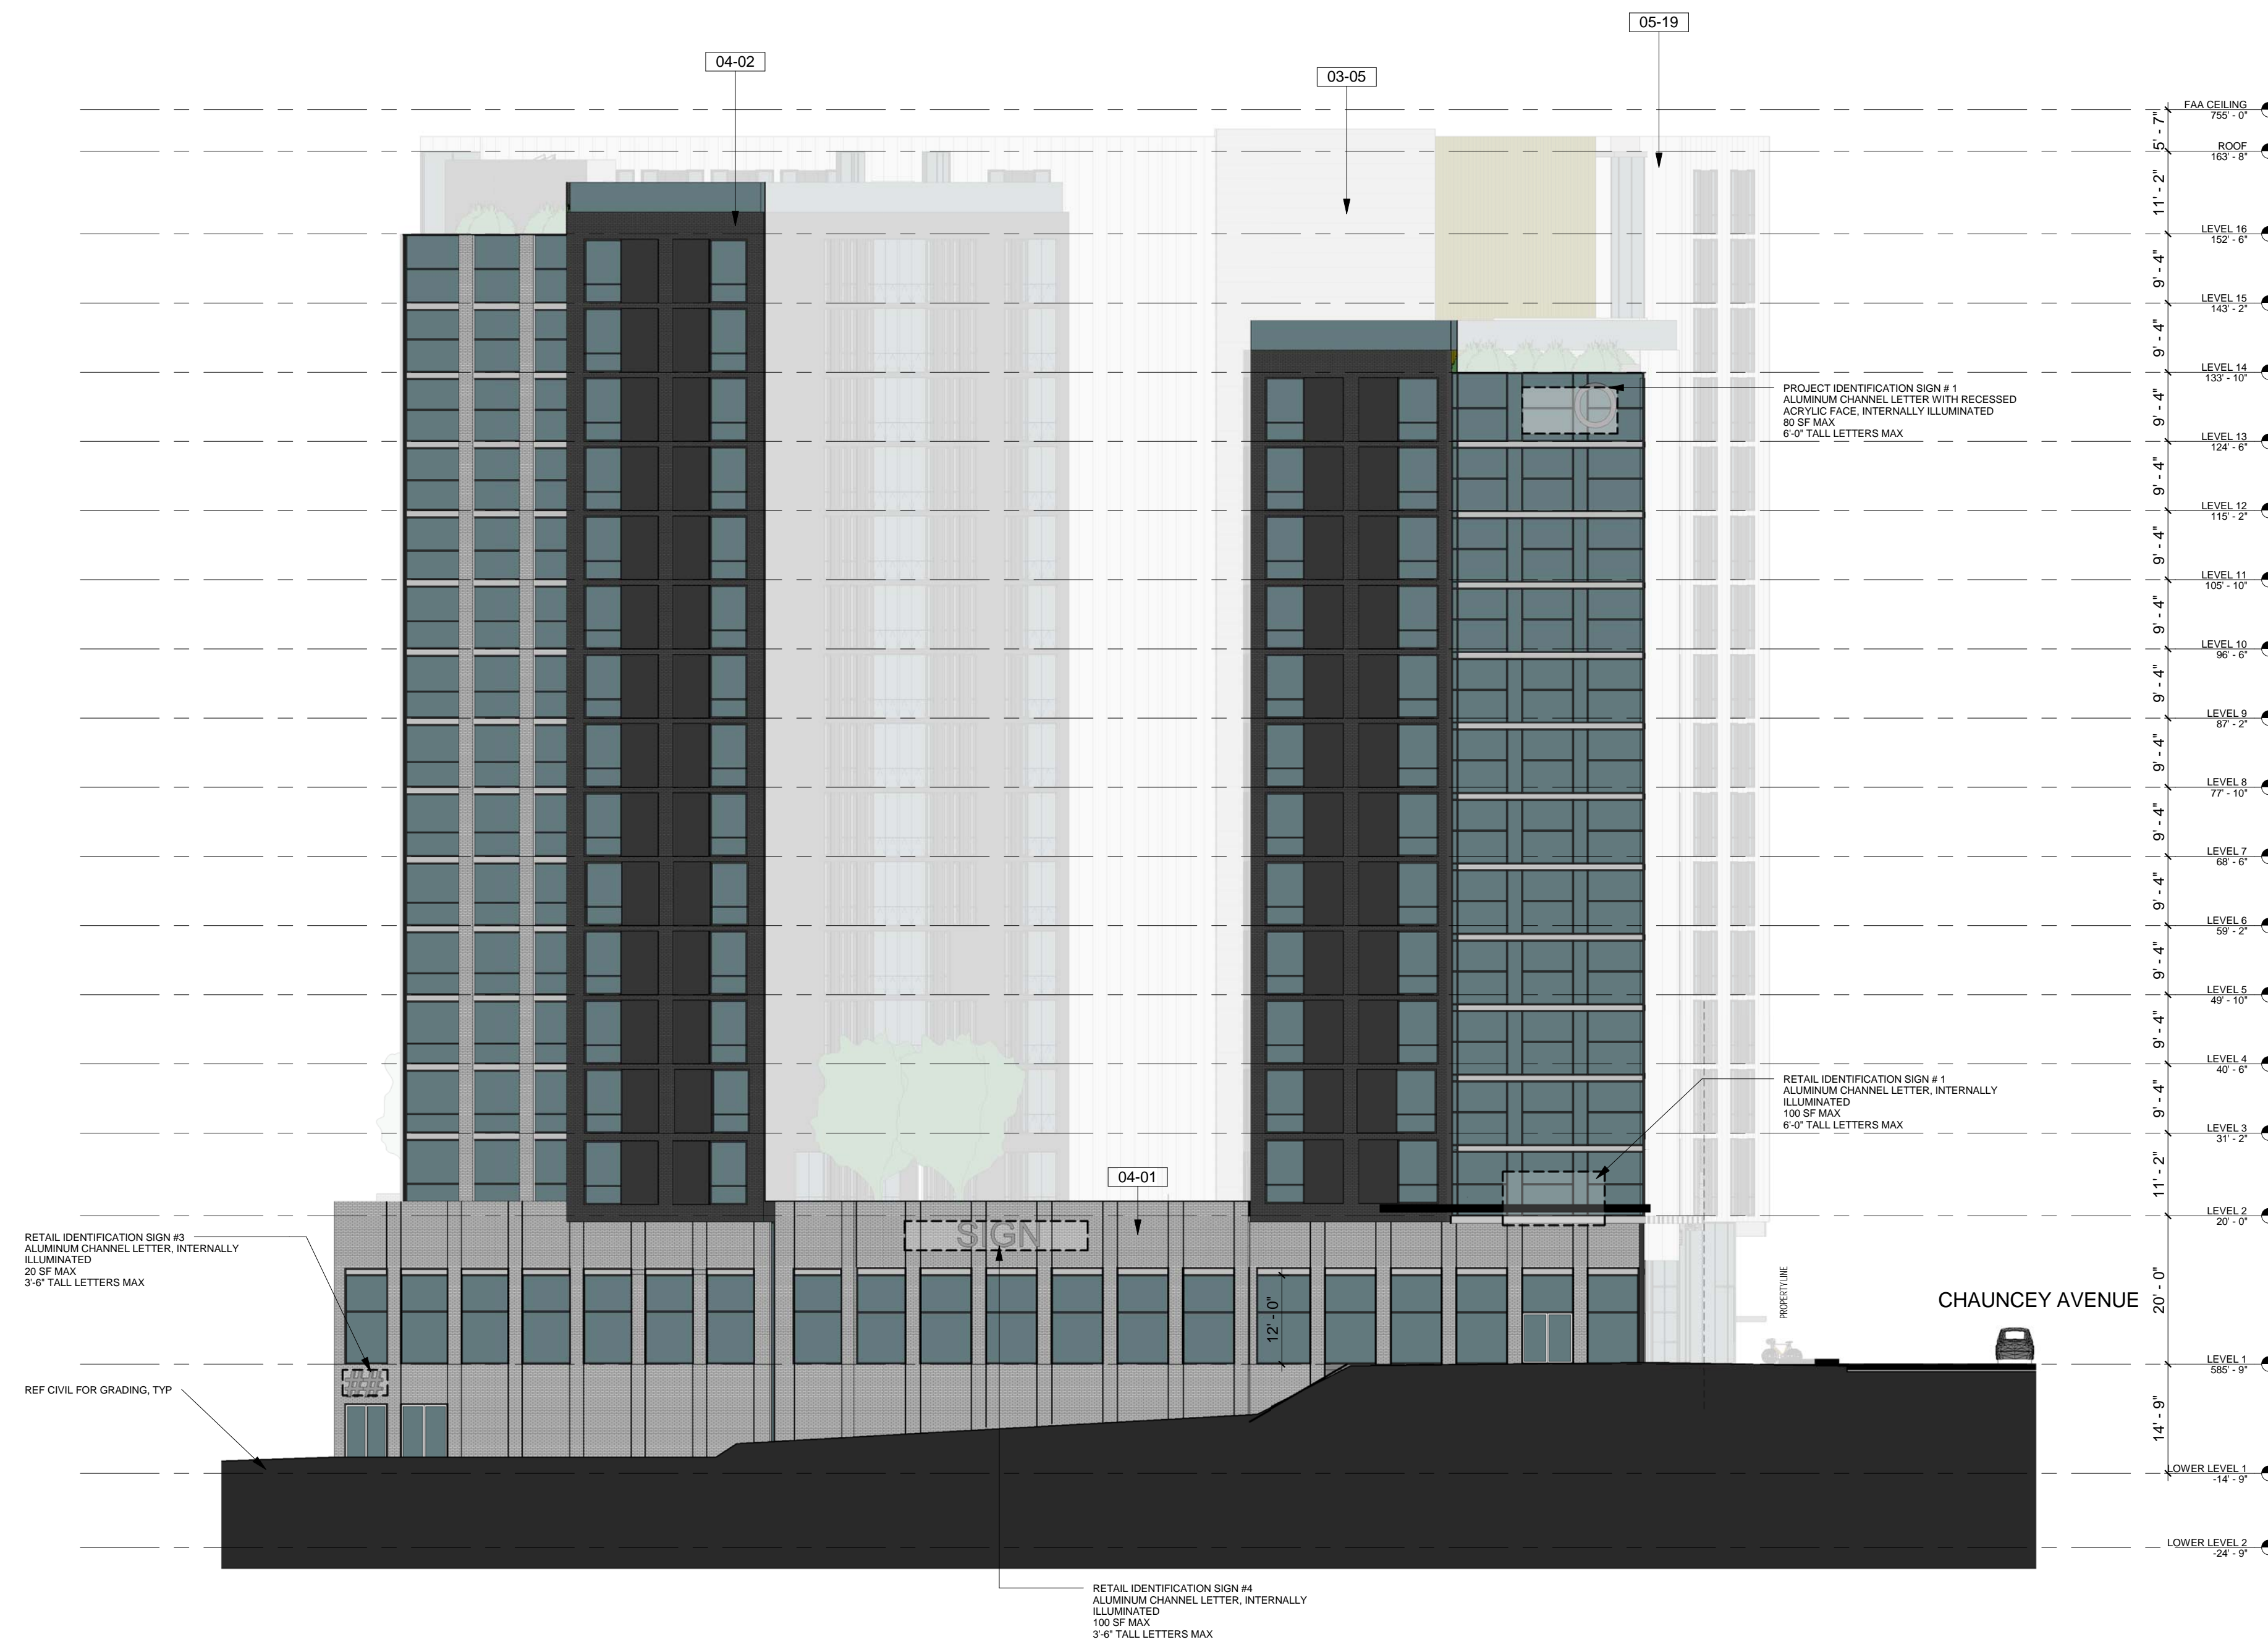 05-19
04-02
03-05
FAA CEILING
755' - 0"
5' - 7"
ROOF
163' - 8"
11' - 2"
LEVEL 16
152' - 6"
9' - 4"
LEVEL 15
143' - 2"
9' - 4"
LEVEL 14
133' - 10"
PROJECT IDENTIFICATION SIGN # 1
ALUMINUM CHANNEL LETTER WITH RECESSED
ACRYLIC FACE, INTERNALLY ILLUMINATED
80 SF MAX
6'-0" TALL LETTERS MAX
9' - 4"
LEVEL 13
124' - 6"
9' - 4"
LEVEL 12
115' - 2"
9' - 4"
LEVEL 11
105' - 10"
9' - 4"
LEVEL 10
96' - 6"
9' - 4"
LEVEL 9
87' - 2"
9' - 4"
LEVEL 8
77' - 10"
9' - 4"
LEVEL 7
68' - 6"
9' - 4"
LEVEL 6
59' - 2"
9' - 4"
LEVEL 5
49' - 10"
9' - 4"
LEVEL 4
40' - 6"
RETAIL IDENTIFICATION SIGN # 1
ALUMINUM CHANNEL LETTER, INTERNALLY
ILLUMINATED
100 SF MAX
6'-0" TALL LETTERS MAX
9' - 4"
LEVEL 3
31' - 2"
04-01
11' - 2"
LEVEL 2
20' - 0"
SIGN
RETAIL IDENTIFICATION SIGN #3
ALUMINUM CHANNEL LETTER, INTERNALLY
ILLUMINATED
20 SF MAX
3'-6" TALL LETTERS MAX
12' - 0"
PROPERTY LINE
CHAUNCEY AVENUE
20' - 0"
LEVEL 1
585' - 9"
##
REF CIVIL FOR GRADING, TYP
14' - 9"
LOWER LEVEL 1
-14' - 9"
LOWER LEVEL 2
-24' - 9"
RETAIL IDENTIFICATION SIGN #4
ALUMINUM CHANNEL LETTER, INTERNALLY
ILLUMINATED
100 SF MAX
3'-6" TALL LETTERS MAX